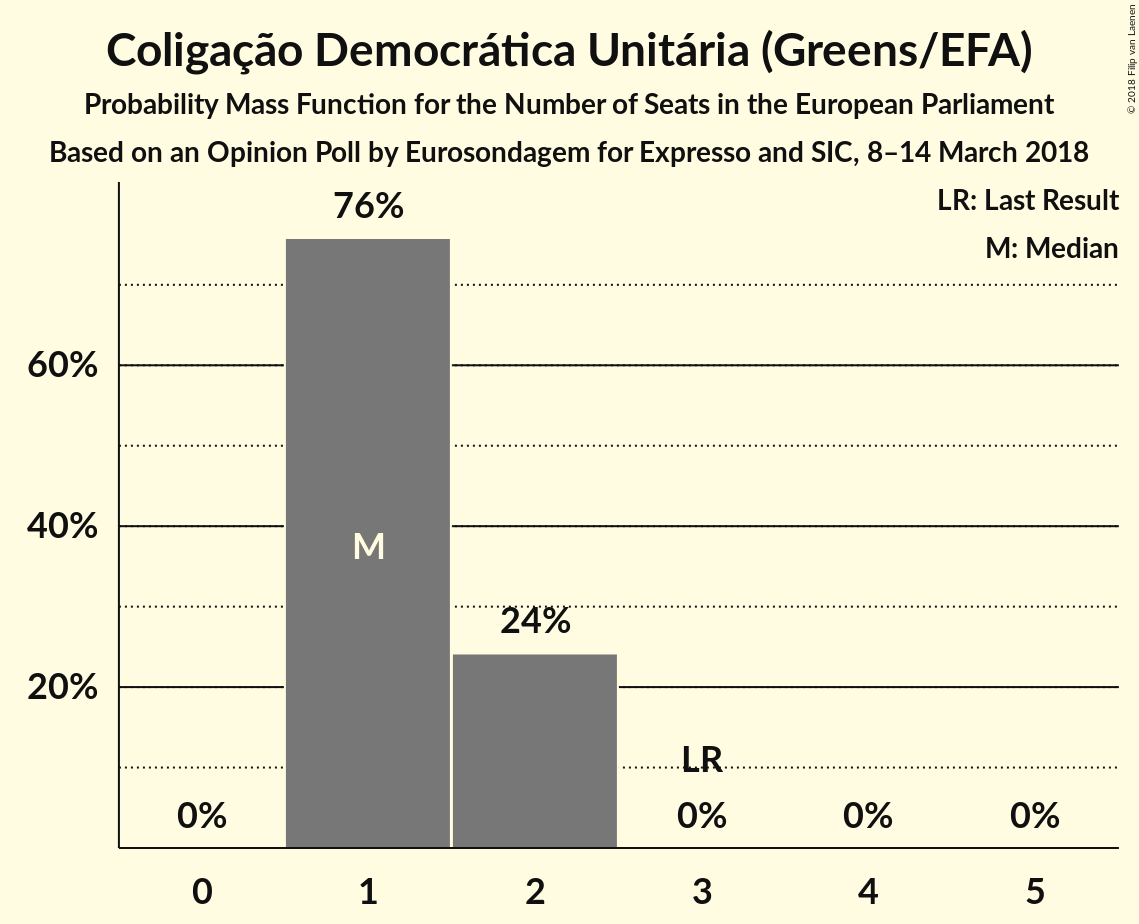 Coligação Democrática Unitária (Greens/EFA)
Probability Mass Function for the Number of Seats in the European Parliament
Based on an Opinion Poll by Eurosondagem for Expresso and SIC, 8–14 March 2018
© 2018 Filip van Laenen
LR: Last Result
M: Median
76%
60%
40%
M
24%
20%
LR
0%
0%
0%
0%
0 1 2 3 4 5